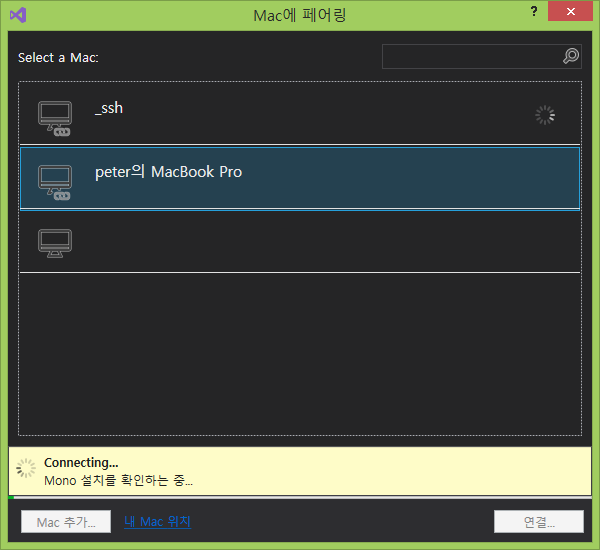 Mac에 페어링
?
Select a Mac:
_ssh
peter의 MacBook Pro
Connecting...
Mono 설치를 확인하는 중...
Mac 추가...
내 Mac 위치
연결...